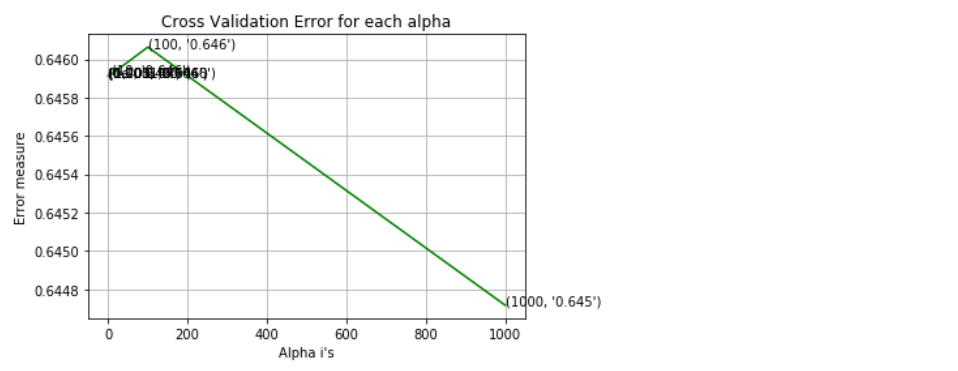 Cross Validation Error for each alpha
(100, '0.646')
0.6460
0.6458
0.6456
0.6454
0.6452
0.6450
0.6448
Error measure
(1000, '0.645')
0 200 400 600 800 1000
Alpha i's